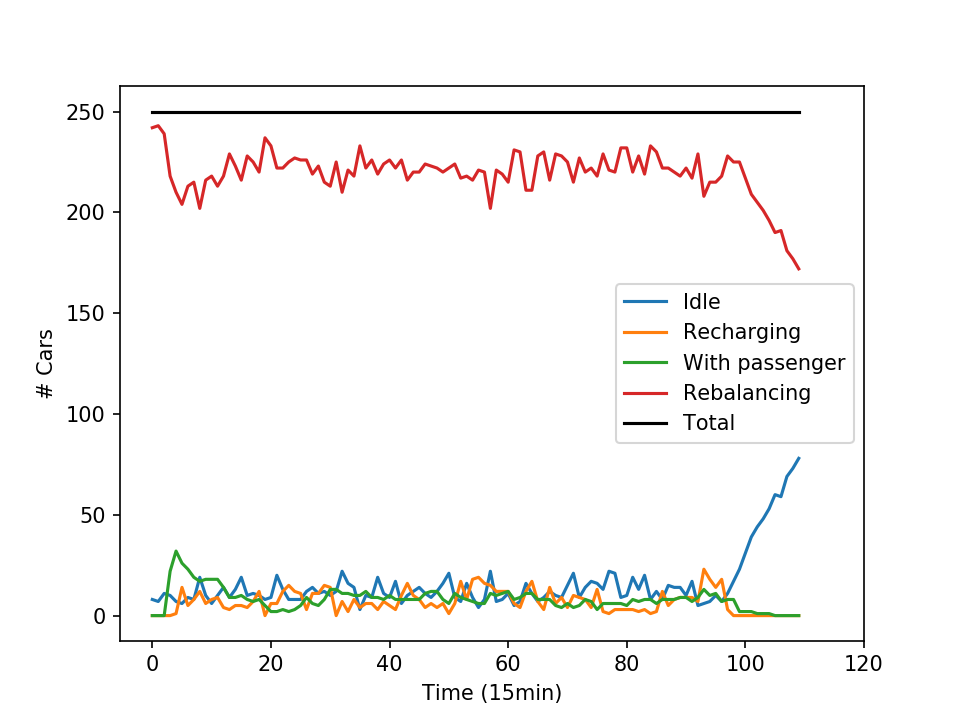 250
200
150
100
50
0
# Cars
Idle
Recharging
With passenger
Rebalancing
Total
0 20 40 60 80 100 120
Time (15min)